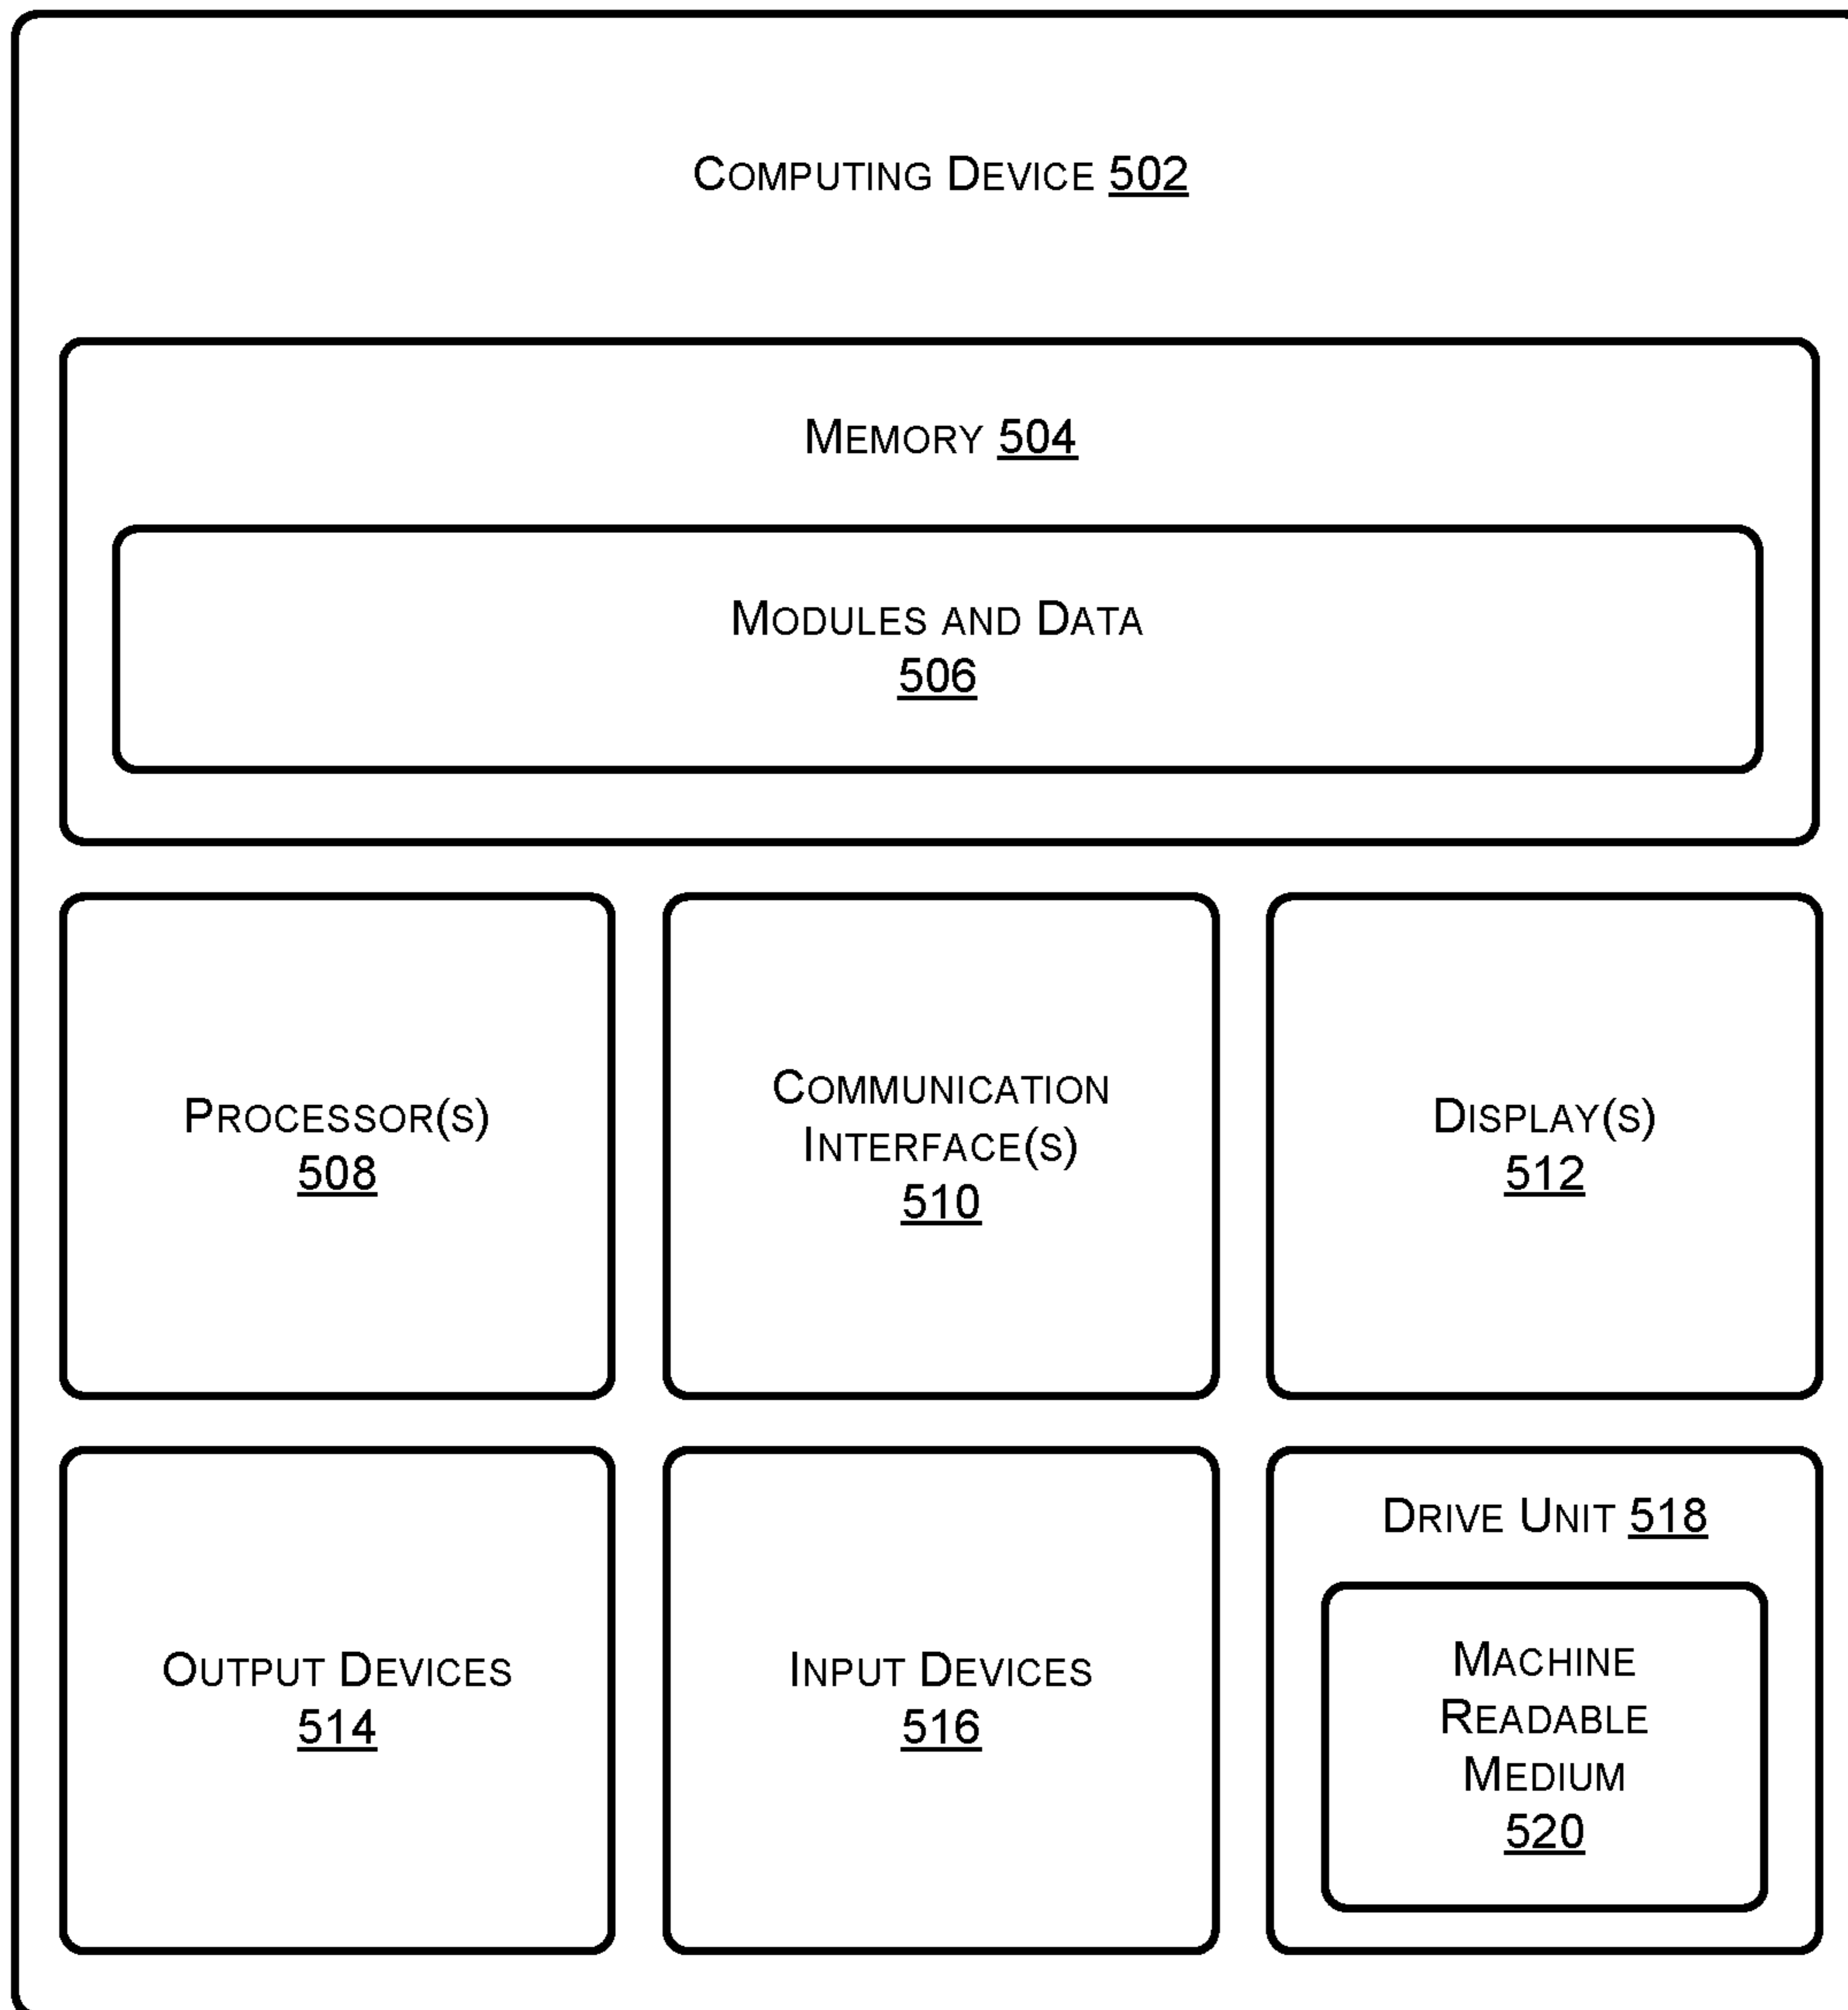 COMPUTING DEVICE 502
MEMORY 504
MODULES AND DATA
506
PROCESSOR(S)
508
COMMUNICATION
INTERFACE(S)
510
DISPLAY(S)
512
OUTPUT DEVICES
514
INPUT DEVICES
516
DRIVE UNIT 518
MACHINE
READABLE
MEDIUM
520